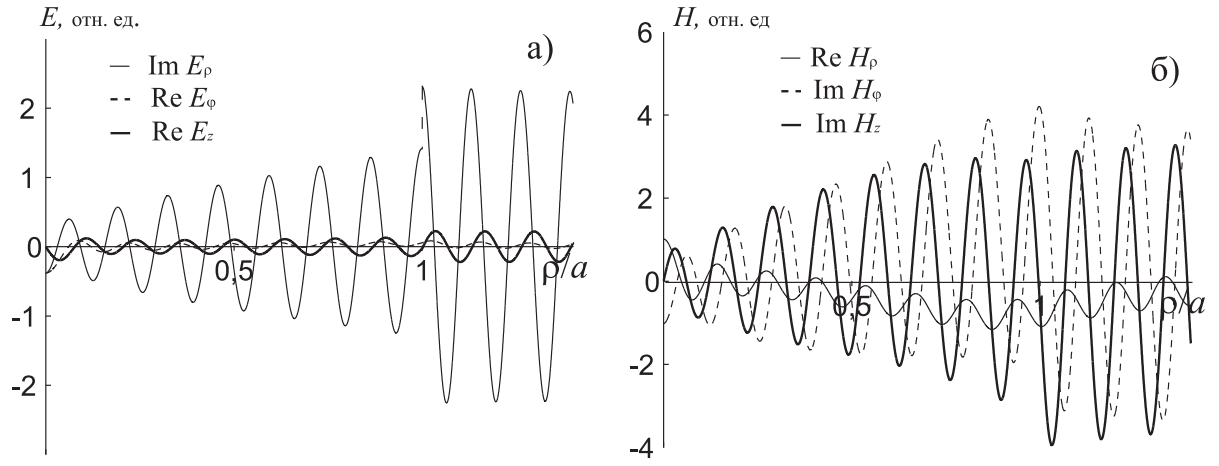 E, отн. ед.
а)
Im Eρ
Re Eφ
Re Ez
2
1
0
-1
-2
0,5
1
ρ/a
H, отн. ед
б)
Re Hρ
Im Hφ
Im Hz
6
4
2
0
-2
-4
0,5
1
ρ/a